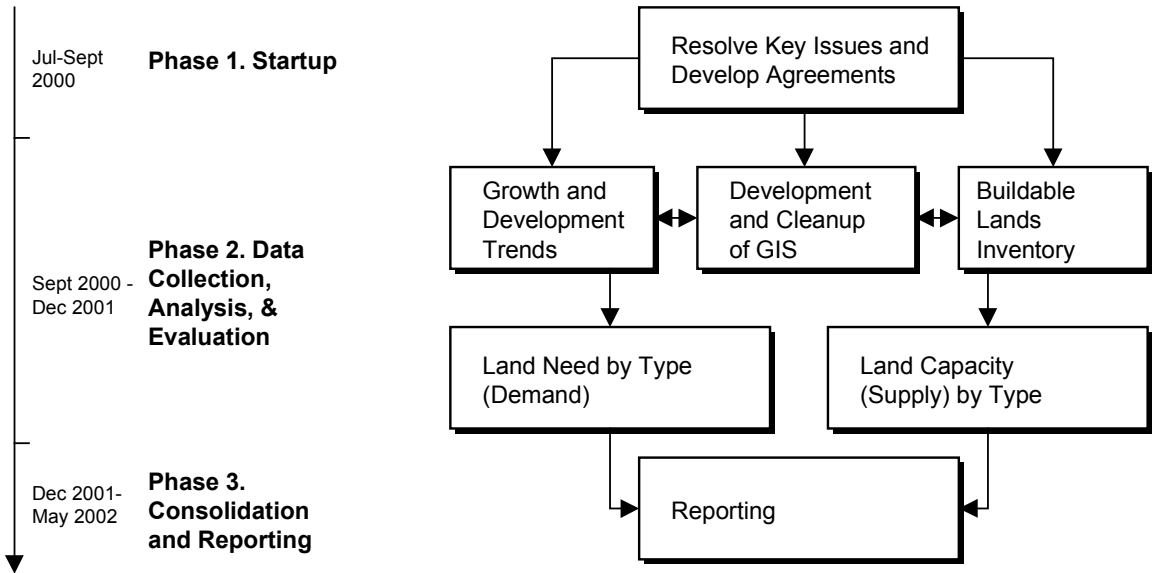 Jul-Sept
2000
Phase 1. Startup
Resolve Key Issues and
Develop Agreements
Growth and
Development
Trends
Development
and Cleanup
of GIS
Buildable
Lands
Inventory
Sept 2000 -
Dec 2001
Phase 2. Data
Collection,
Analysis, &
Evaluation
Land Need by Type
(Demand)
Land Capacity
(Supply) by Type
Dec 2001-
May 2002
Phase 3.
Consolidation
and Reporting
Reporting